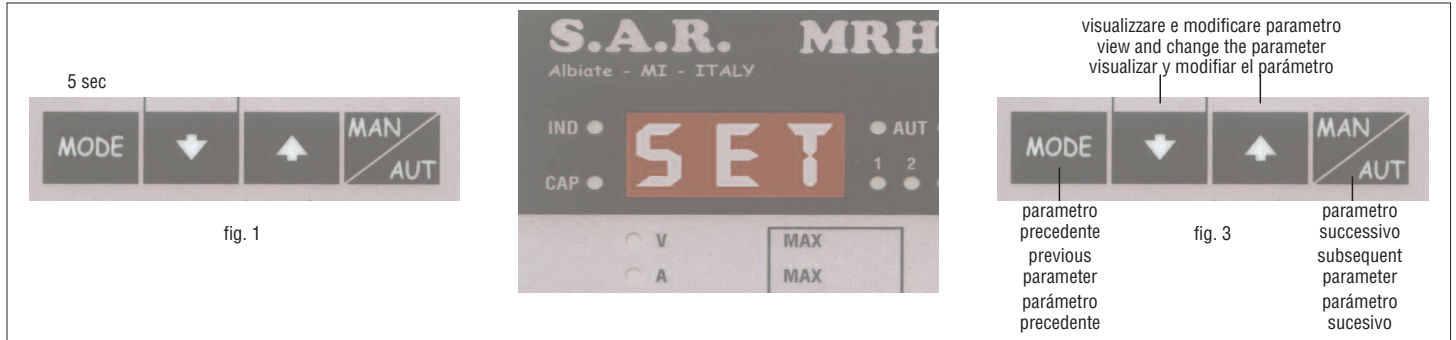 5 sec
MODE
MAN
AUT
fig. 1
S.A.R. MRH
Albiate - MI - ITALY
IND
SET
AUT
1 2
CAP
V MAX
A MAX
visualizzare e modificare parametro
view and change the parameter
visualizar y modifiar el parámetro
MODE
MAN
AUT
parametro
precedente
previous
parameter
parámetro
precedente
fig. 3
parametro
successivo
subsequent
parameter
parámetro
sucesivo